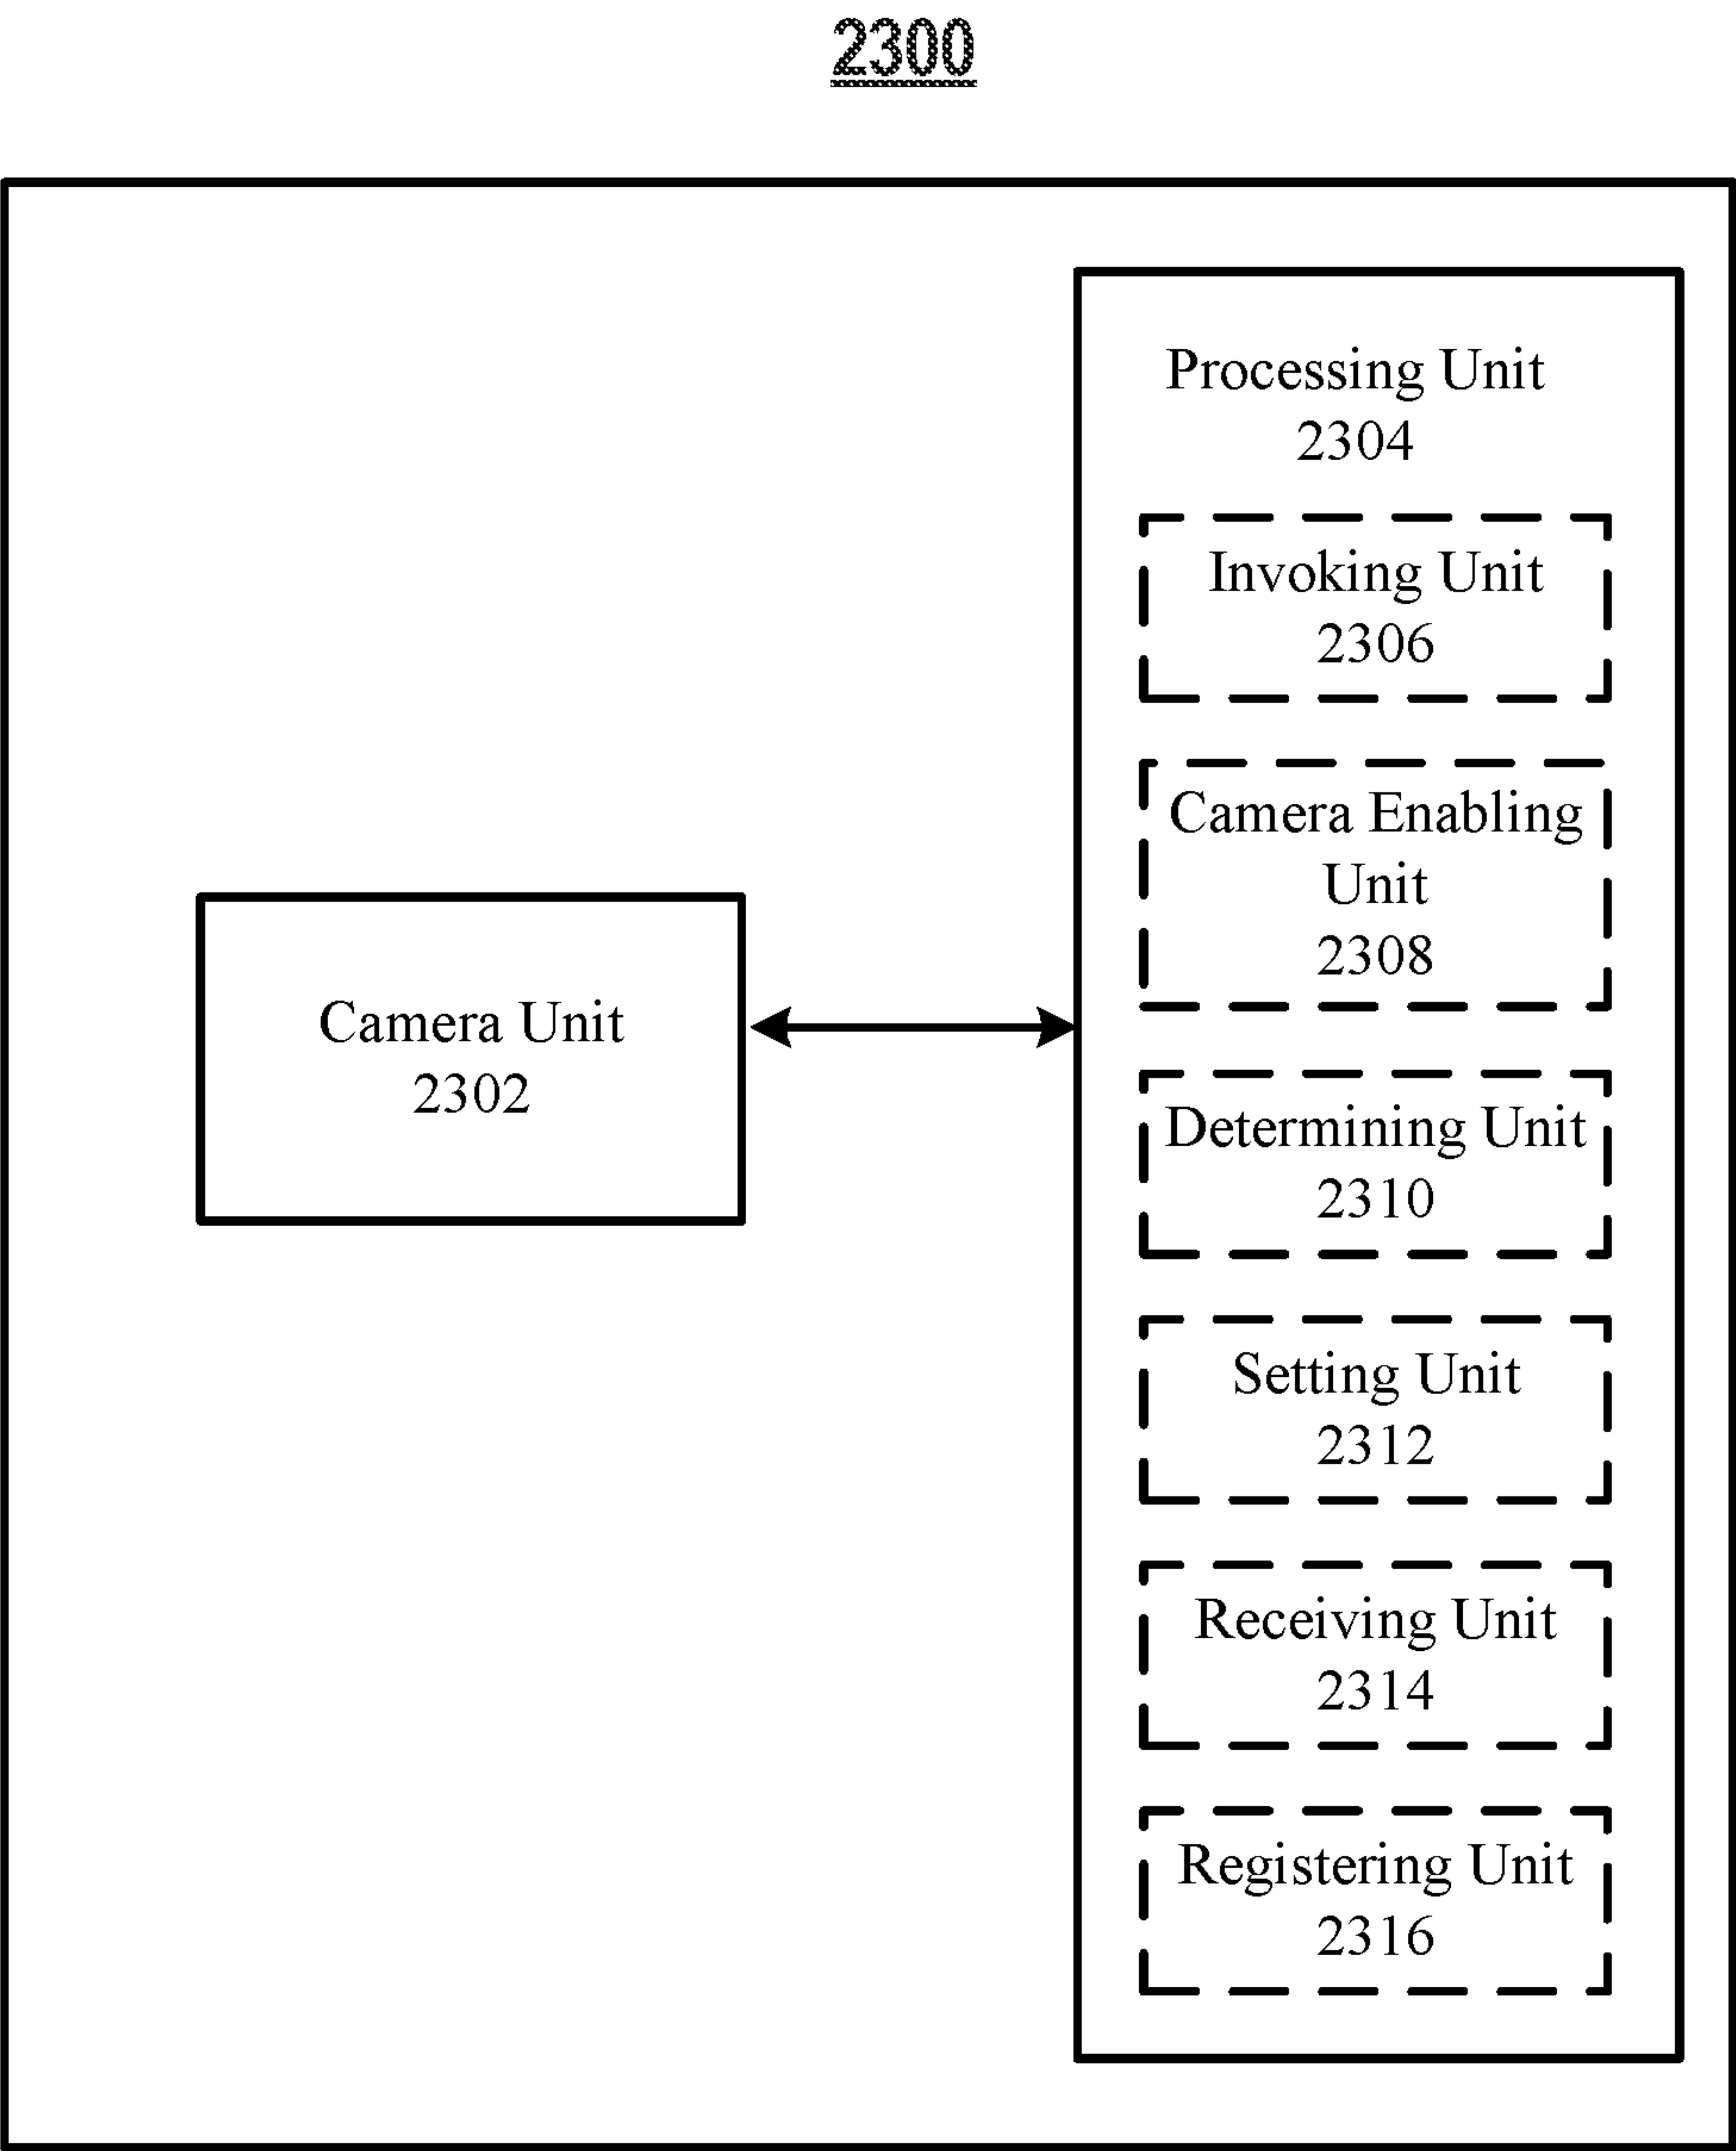 2300
Processing Unit
2304
Invoking Unit
2306
Camera Enabling
Unit
2308
Camera Unit
2302
Determining Unit
2310
Setting Unit
2312
Receiving Unit
2314
Registering Unit
2316